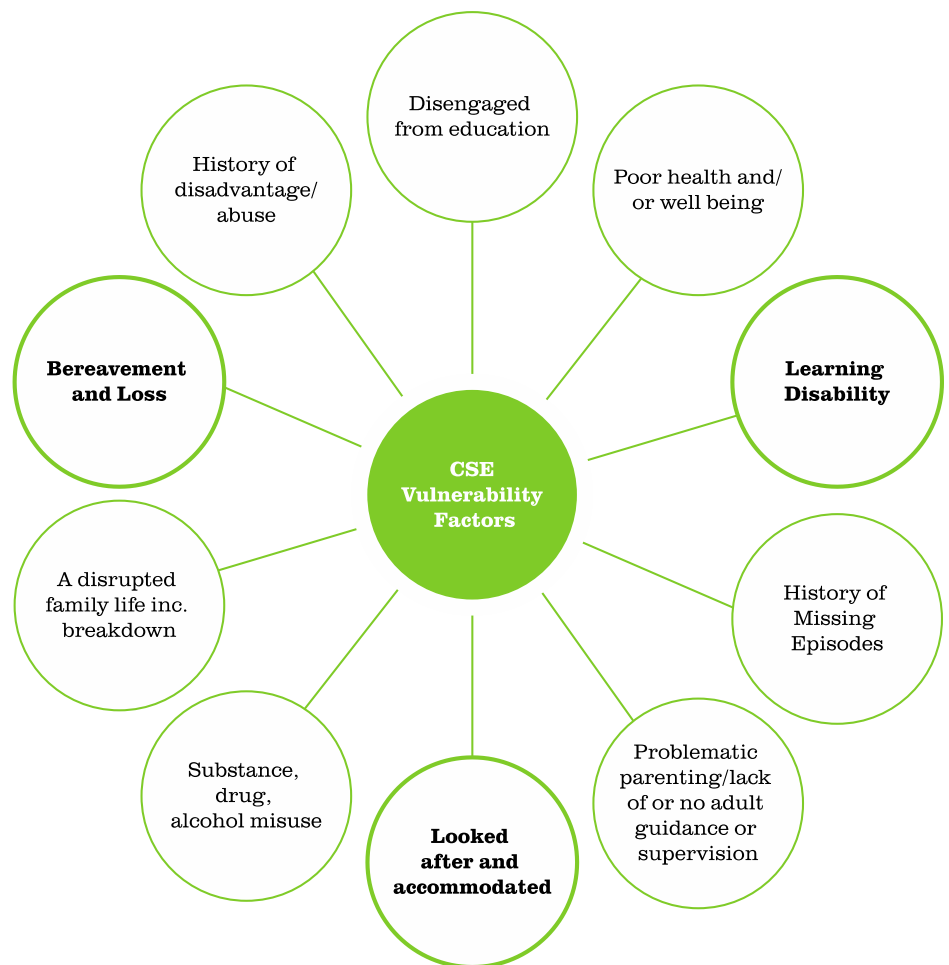 Disengaged
from education
Poor health and/
or well being
Learning
Disability
History of
Missing
Episodes
Problematic
parenting/lack
of or no adult
guidance or
supervision
Looked
after and
accommodated
Substance,
drug,
alcohol misuse
A disrupted
family life inc.
breakdown
Bereavement
and Loss
History of
disadvantage/
abuse
CSE
Vulnerability
Factors